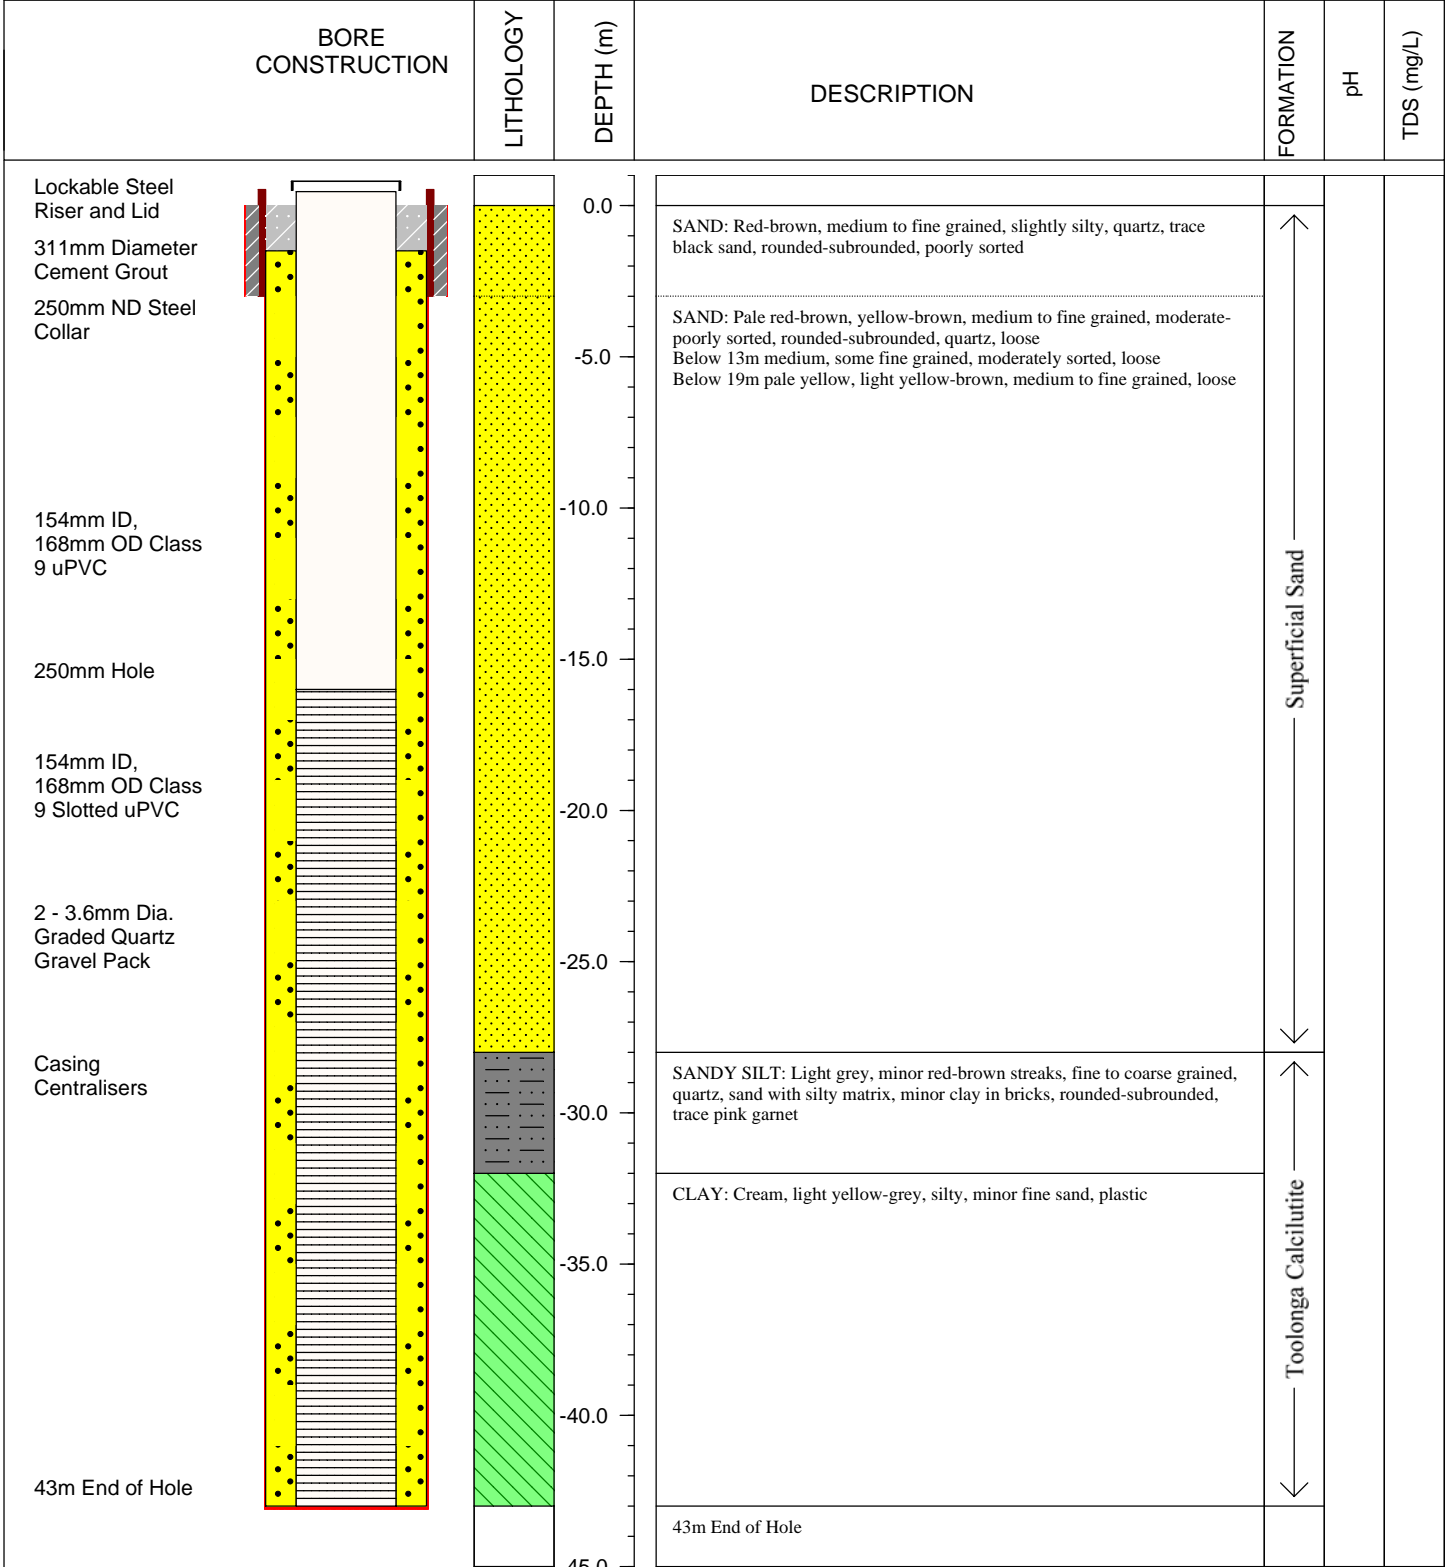 BORE
CONSTRUCTION
LITHOLOGY
DEPTH (m)
DESCRIPTION
FORMATION
pH
TDS (mg/L)
Lockable Steel
Riser and Lid
311mm Diameter
Cement Grout
250mm ND Steel
Collar
154mm ID,
168mm OD Class
9 uPVC
250mm Hole
154mm ID,
168mm OD Class
9 Slotted uPVC
2 - 3.6mm Dia.
Graded Quartz
Gravel Pack
Casing
Centralisers
43m End of Hole
0.0
-5.0
-10.0
-15.0
-20.0
-25.0
-30.0
-35.0
-40.0
-45.0
SAND: Red-brown, medium to fine grained, slightly silty, quartz, trace
black sand, rounded-subrounded, poorly sorted
SAND: Pale red-brown, yellow-brown, medium to fine grained, moderate-
poorly sorted, rounded-subrounded, quartz, loose
Below 13m medium, some fine grained, moderately sorted, loose
Below 19m pale yellow, light yellow-brown, medium to fine grained, loose
SANDY SILT: Light grey, minor red-brown streaks, fine to coarse grained,
quartz, sand with silty matrix, minor clay in bricks, rounded-subrounded,
trace pink garnet
CLAY: Cream, light yellow-grey, silty, minor fine sand, plastic
43m End of Hole
Superficial Sand
Toolonga Calcilutite